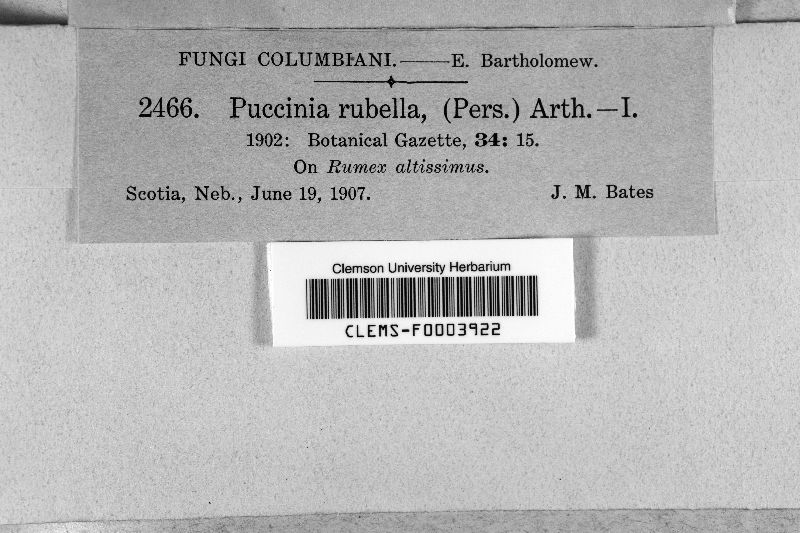 FUNGI COLUMBIANI.——E. Bartholomew.
2466. Puccinia rubella, (Pers.) Arth.—I.
1902: Botanical Gazette, 34: 15.
On Rumex altissimus.
Scotia, Neb., June 19, 1907. J. M. Bates
Clemson University Herbarium
CLEMS-F0003922